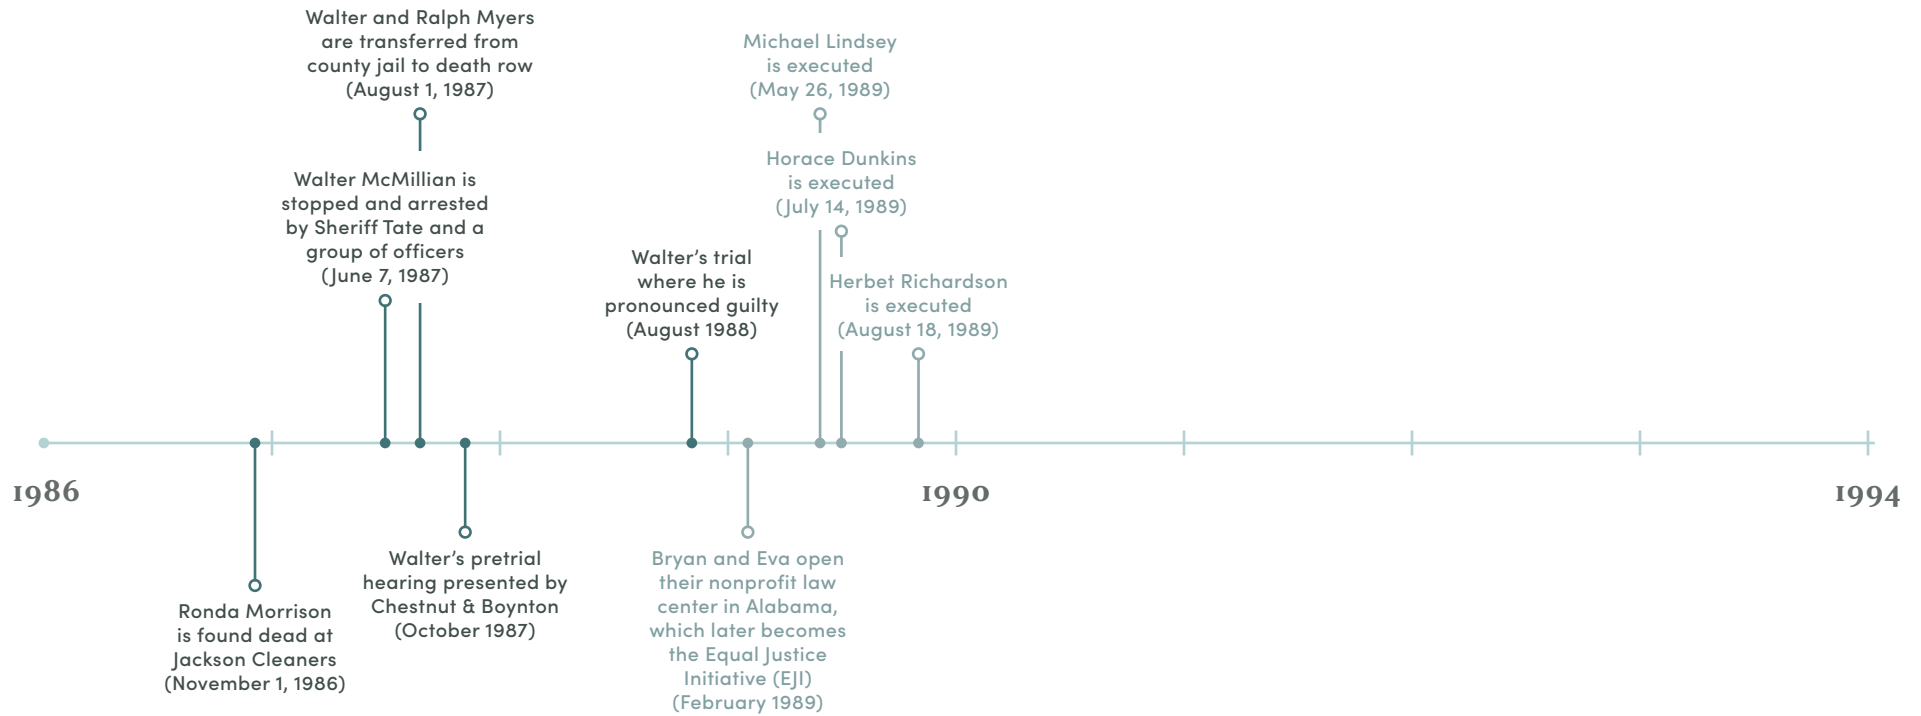 Walter and Ralph Myers
are transferred from
county jail to death row
(August 1, 1987)
Michael Lindsey
is executed
(May 26, 1989)
Walter McMillian is
stopped and arrested
by Sheriff Tate and a
group of officers
(June 7, 1987)
Horace Dunkins
is executed
(July 14, 1989)
Walter’s trial
where he is
pronounced guilty
(August 1988)
Herbet Richardson
is executed
(August 18, 1989)
1986
1990
1994
Ronda Morrison
is found dead at
Jackson Cleaners
(November 1, 1986)
Walter’s pretrial
hearing presented by
Chestnut & Boynton
(October 1987)
Bryan and Eva open
their nonprofit law
center in Alabama,
which later becomes
the Equal Justice
Initiative (EJI)
(February 1989)